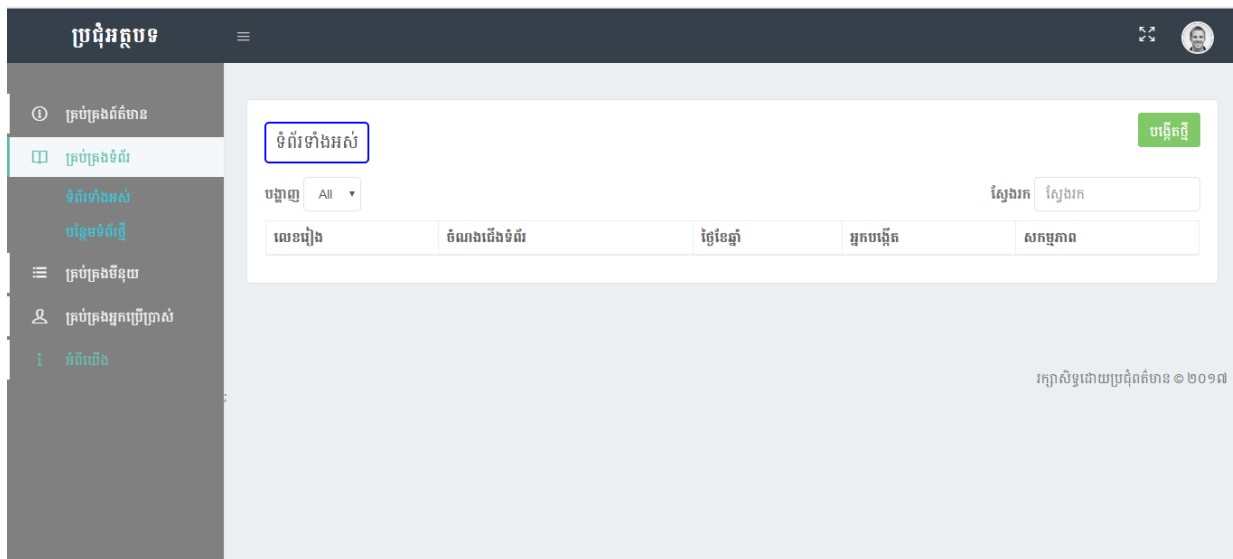 ប្រជុំអត្ថបទ
គ្រប់គ្រងព័ត៌មាន
គ្រប់គ្រងទំព័រ
ទំព័រទាំងអស់
បន្ថែមទំព័រថ្មី
គ្រប់គ្រងមីនុយ
គ្រប់គ្រងអ្នកប្រើប្រាស់
អំពីយើង
ទំព័រទាំងអស់
បង្កើតថ្មី
បង្ហាញ All ស្វែងរក ស្វែងរក
លេខរៀង ចំណងជើងទំព័រ ថ្ងៃខែឆ្នាំ អ្នកបង្កើត សកម្មភាព
រក្សាសិទ្ធដោយប្រជុំពត៌មាន © ២០១៧